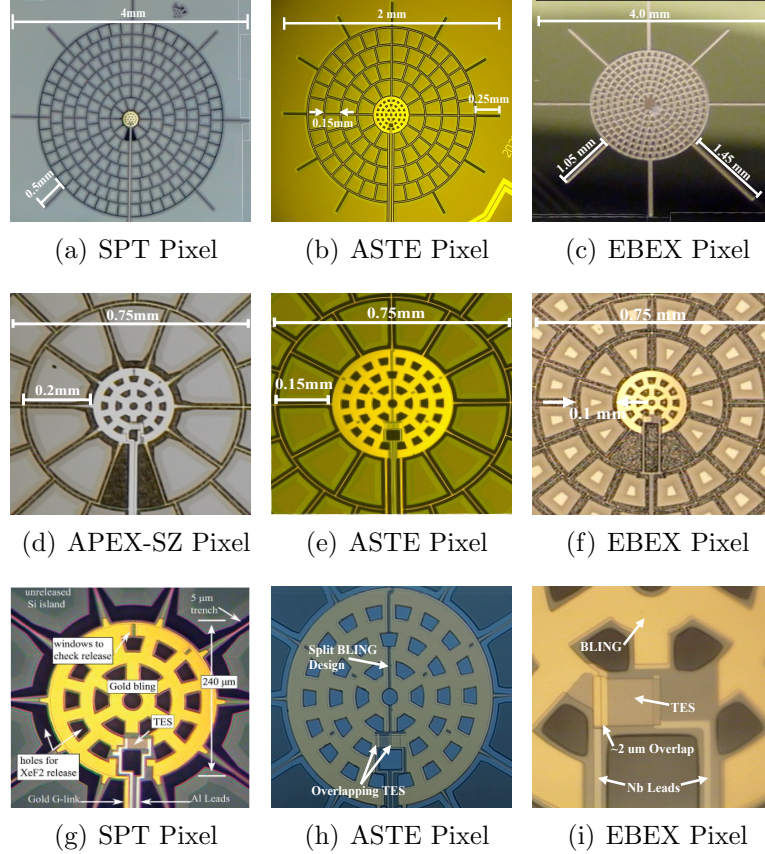 4mm
0.5mm
2 mm
0.15mm
0.25mm
4.0 mm
1.05 mm
1.45 mm
(a) SPT Pixel
(b) ASTE Pixel
(c) EBEX Pixel
0.75mm
0.2mm
0.75mm
0.15mm
0.75 mm
0.1 mm
(d) APEX-SZ Pixel
(e) ASTE Pixel
(f) EBEX Pixel
unreleased
Si island
5 μm
trench
windows to
check release
Gold bling
240 μm
TES
holes for
XeF2 release
Gold G-link
Al Leads
Split BLING
Design
Overlapping TES
BLING
TES
~2 um Overlap
Nb Leads
(g) SPT Pixel
(h) ASTE Pixel
(i) EBEX Pixel